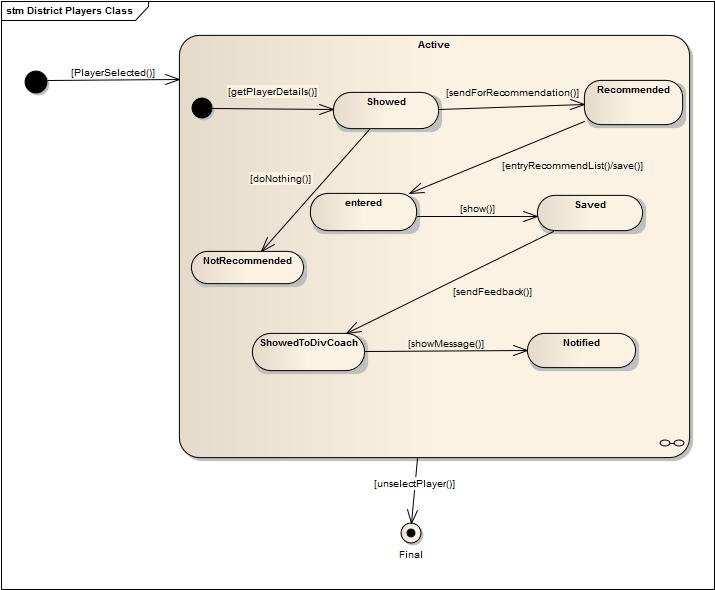 stm District Players Class
Active
[PlayerSelected()]
[getPlayerDetails()]
Showed
[sendForRecommendation()]
Recommended
[doNothing()]
[entryRecommendList()/save()]
entered
[show()]
Saved
NotRecommended
[sendFeedback()]
ShowedToDivCoach
[showMessage()]
Notified
[unselectPlayer()]
Final